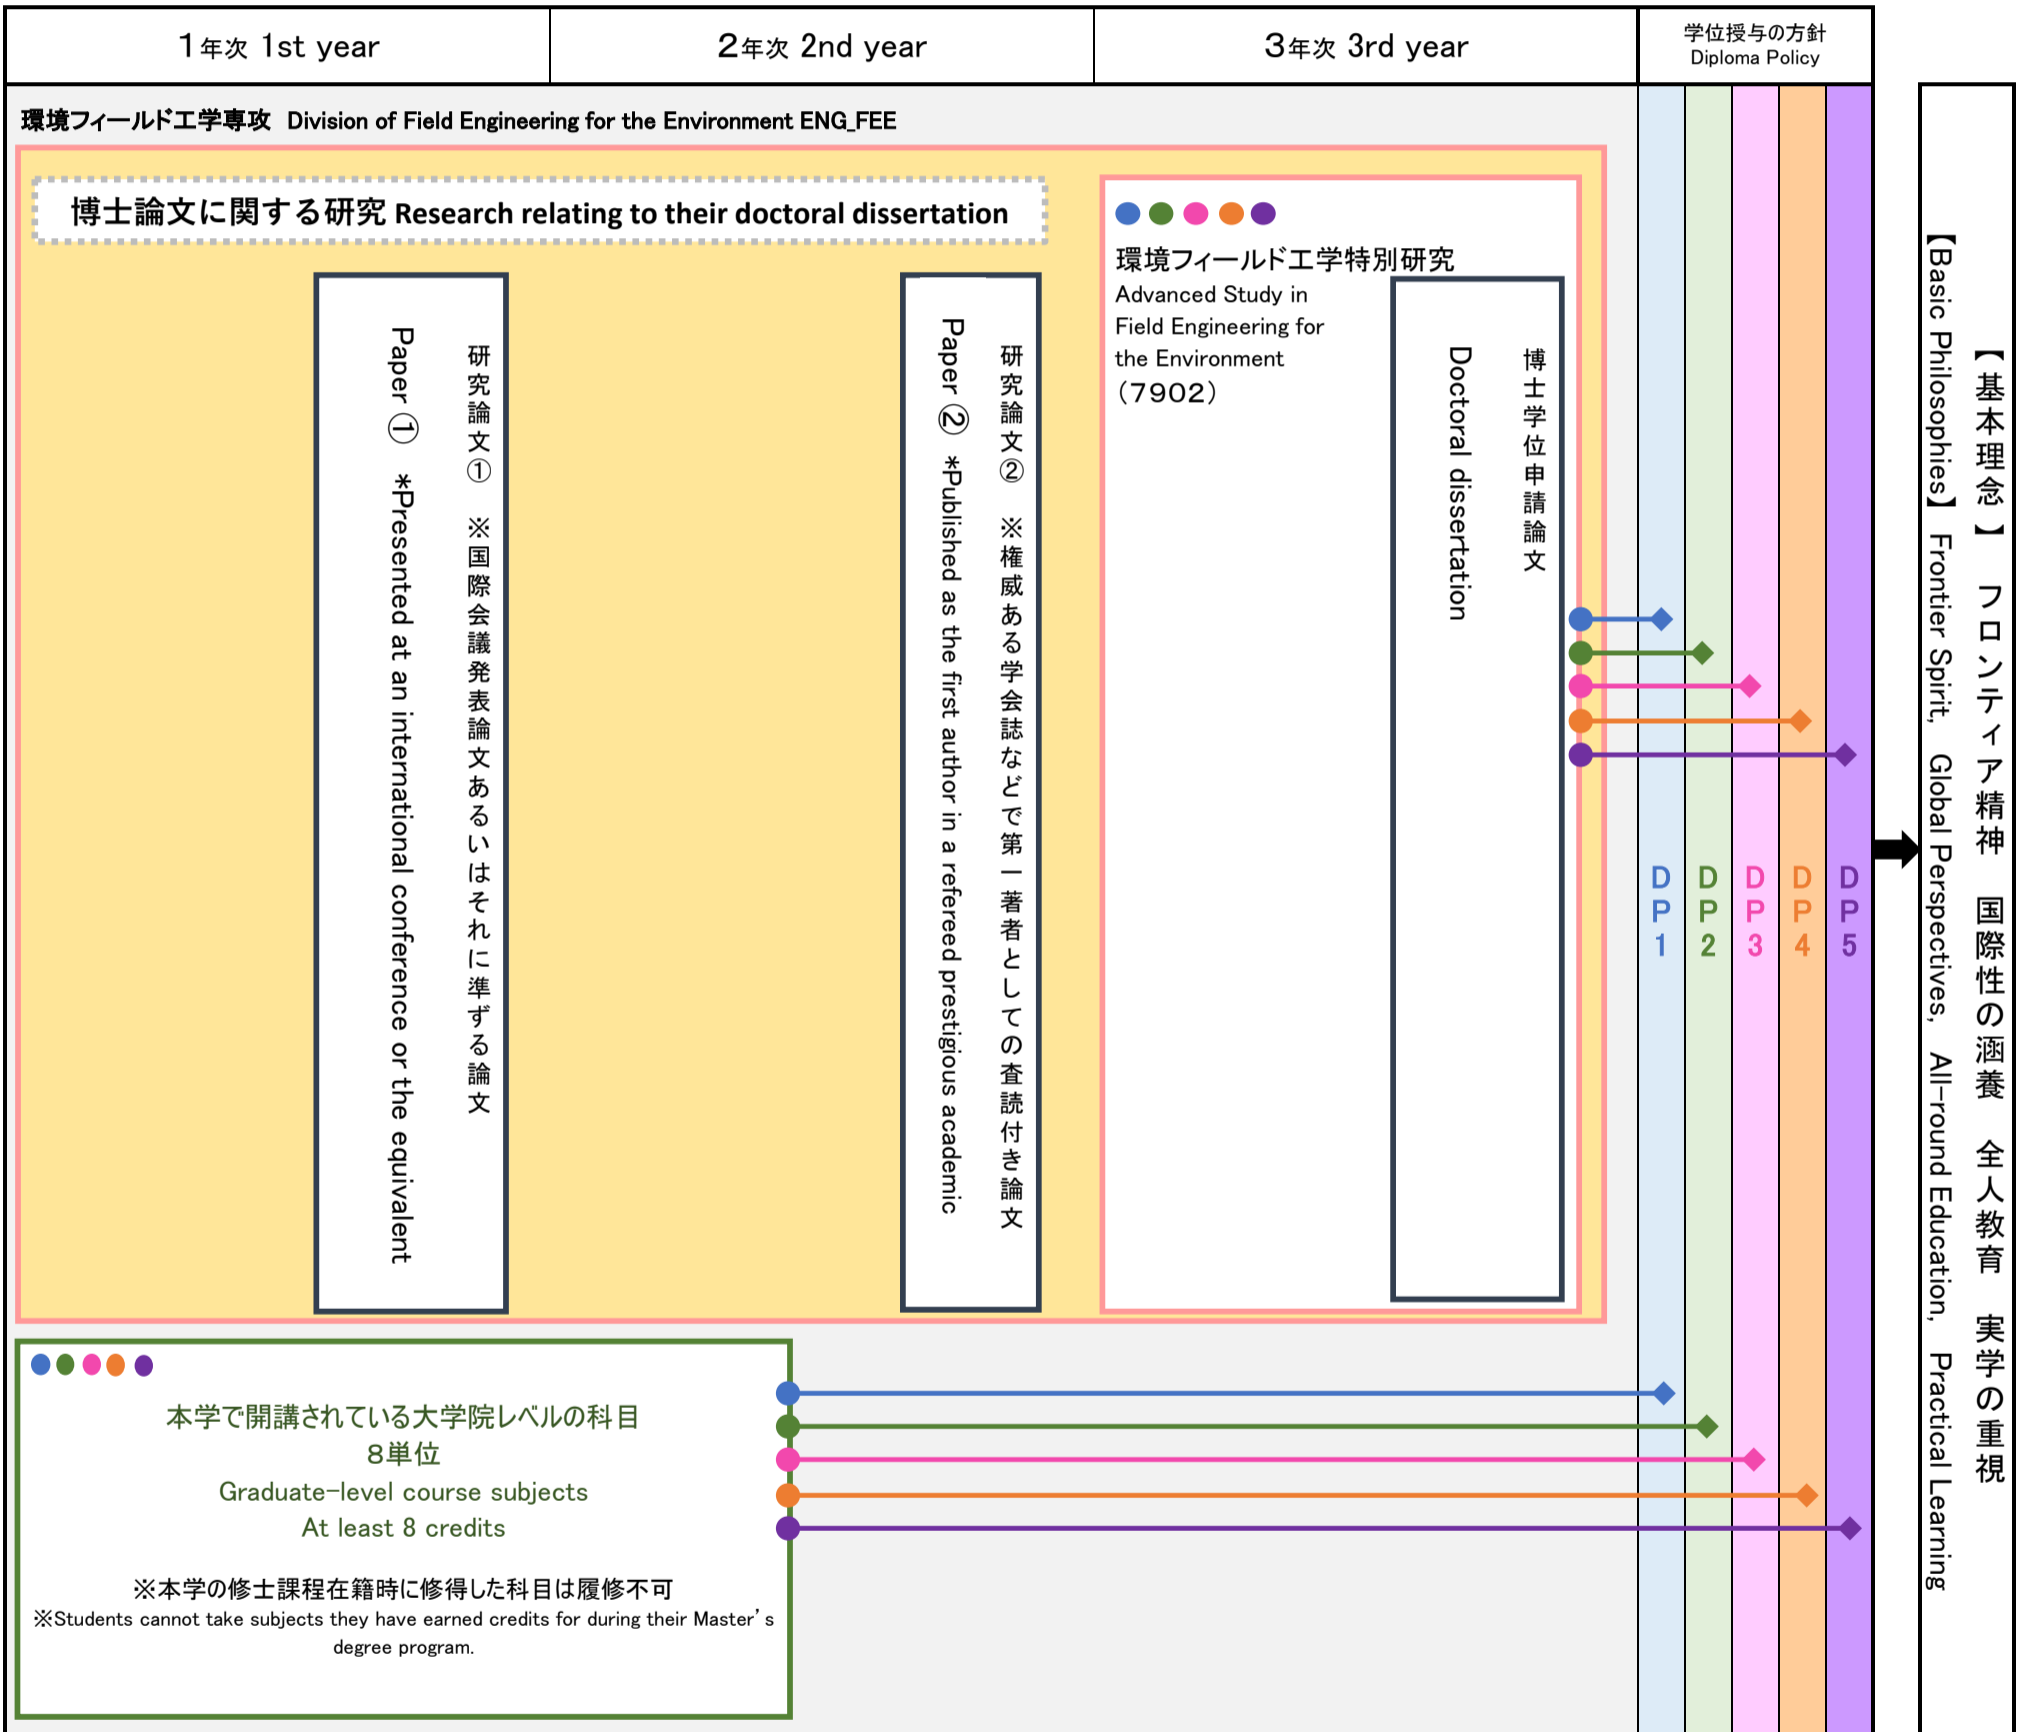 1年次 1st year
2年次 2nd year
3年次 3rd year
学位授与の方針
Diploma Policy
環境フィールド工学専攻 Division of Field Engineering for the Environment ENG_FEE
博士論文に関する研究 Research relating to their doctoral dissertation
研究論文① ※国際会議発表論文あるいはそれに準ずる論文
Paper ① *Presented at an international conference or the equivalent
研究論文② ※権威ある学会誌などで第一著者としての査読付き論文
Paper ② *Published as the first author in a refereed prestigious academic
環境フィールド工学特別研究
Advanced Study in
Field Engineering for
the Environment
（7902）
博士学位申請論文
Doctoral dissertation
DP1
DP2
DP3
DP4
DP5
【基本理念】 フロンティア精神 国際性の涵養 全人教育 実学の重視
【Basic Philosophies】 Frontier Spirit, Global Perspectives, All-round Education, Practical Learning
本学で開講されている大学院レベルの科目
8単位
Graduate-level course subjects
At least 8 credits
※本学の修士課程在籍時に修得した科目は履修不可
※Students cannot take subjects they have earned credits for during their Master's
degree program.